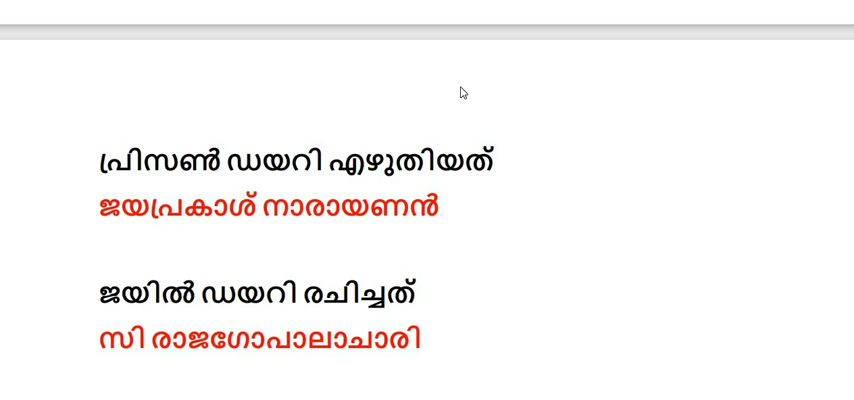 പ്രിസൺ ഡയറി എഴുതിയത്
ജയപ്രകാശ് നാരായണൻ
ജയിൽ ഡയറി രചിച്ചത്
സി രാജഗോപാലാചാരി